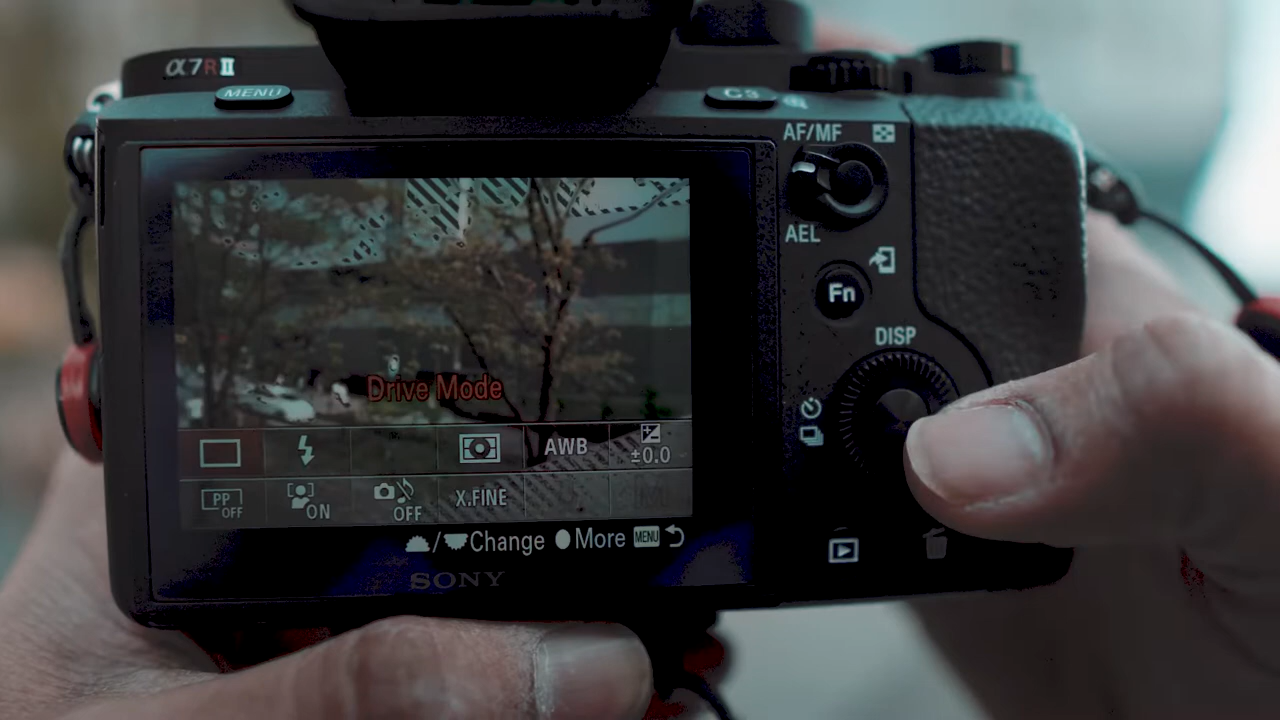 α7RII
MENU
C3
AF/MF
AEL
Fn
DISP
Drive Mode
AWB
±0.0
PP
OFF
ON
OFF
X.FINE
/ Change More MENU
SONY